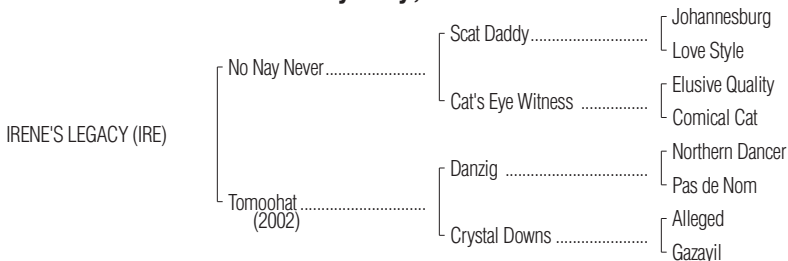 Johannesburg
Scat Daddy
Love Style
No Nay Never
Elusive Quality
Cat's Eye Witness
Comical Cat
IRENE'S LEGACY (IRE)
Northern Dancer
Danzig
Pas de Nom
Tomoohat
(2002)
Alleged
Crystal Downs
Gazayil